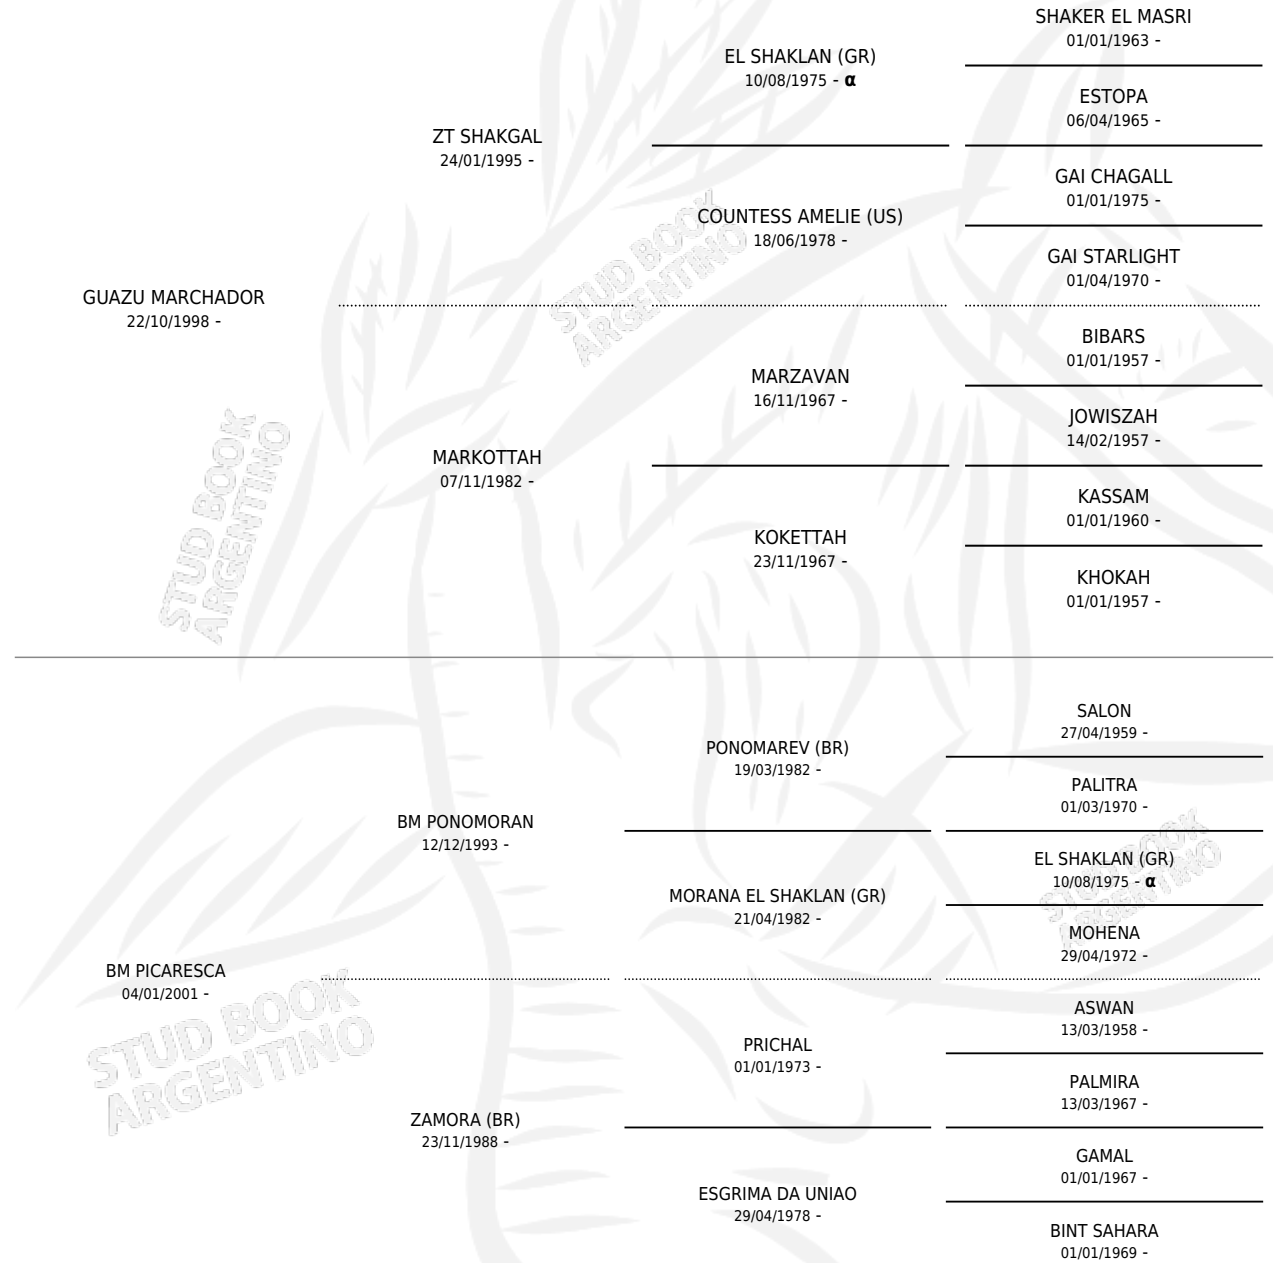 SHAKER EL MASRI
01/01/1963 -
EL SHAKLAN (GR)
10/08/1975 - α
ESTOPA
06/04/1965 -
ZT SHAKGAL
24/01/1995 -
GAI CHAGALL
01/01/1975 -
COUNTESS AMELIE (US)
18/06/1978 -
GAI STARLIGHT
01/04/1970 -
GUAZU MARCHADOR
22/10/1998 -
STUD BOOK
ARGENTINO
BIBARS
01/01/1957 -
MARZAVAN
16/11/1967 -
JOWISZAH
14/02/1957 -
MARKOTTAH
07/11/1982 -
KASSAM
01/01/1960 -
KOKETTAH
23/11/1967 -
KHOKAH
01/01/1957 -
STUD BOOK
ARGENTINO
SALON
27/04/1959 -
PONOMAREV (BR)
19/03/1982 -
PALITRA
01/03/1970 -
BM PONOMORAN
12/12/1993 -
EL SHAKLAN (GR)
10/08/1975 - α
MORANA EL SHAKLAN (GR)
21/04/1982 -
MOHENA
29/04/1972 -
STUD BOOK
ARGENTINO
BM PICARESCA
04/01/2001 -
STUD BOOK
ARGENTINO
ASWAN
13/03/1958 -
PRICHAL
01/01/1973 -
PALMIRA
13/03/1967 -
ZAMORA (BR)
23/11/1988 -
GAMAL
01/01/1967 -
ESGRIMA DA UNIAO
29/04/1978 -
BINT SAHARA
01/01/1969 -